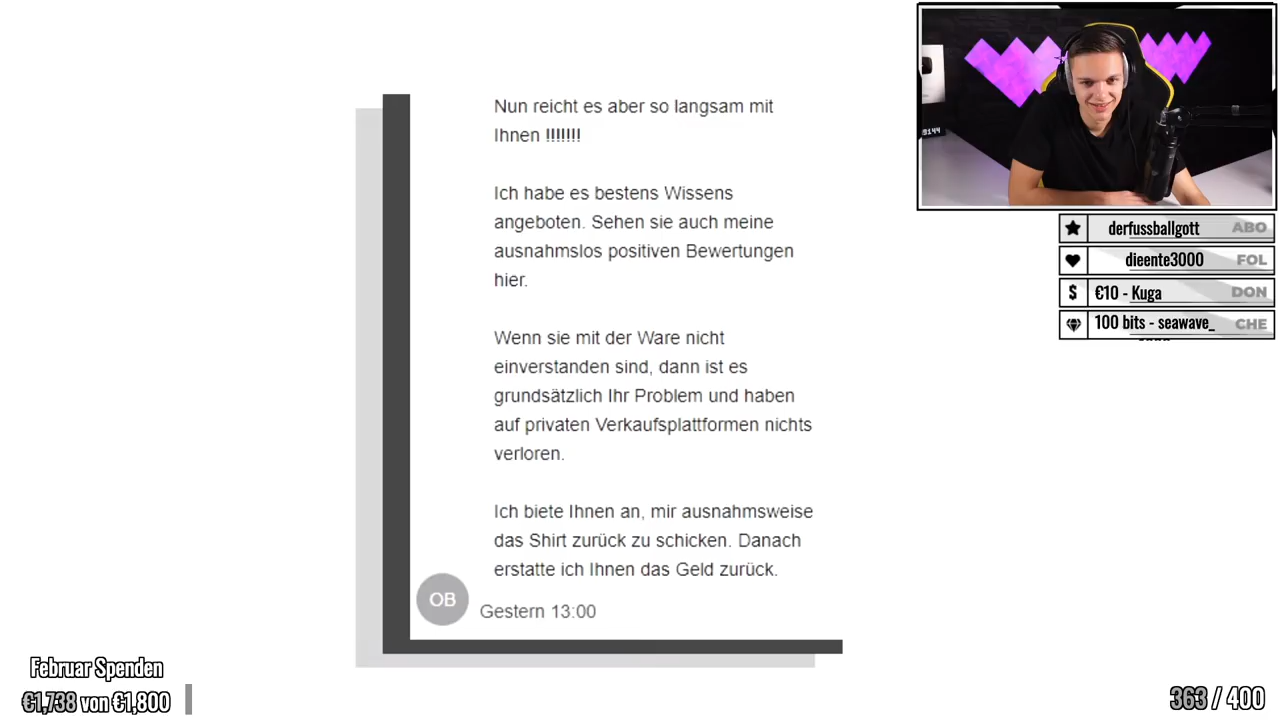 Nun reicht es aber so langsam mit
Ihnen !!!!!!!
Ich habe es bestens Wissens
angeboten. Sehen sie auch meine
ausnahmslos positiven Bewertungen
hier.
Wenn sie mit der Ware nicht
einverstanden sind, dann ist es
grundsätzlich Ihr Problem und haben
auf privaten Verkaufsplattformen nichts
verloren.
Ich biete Ihnen an, mir ausnahmsweise
das Shirt zurück zu schicken. Danach
erstatte ich Ihnen das Geld zurück.
OB
Gestern 13:00
derfussballgott ABO
dieente3000 FOL
$ €10 - Kuga DON
100 bits - seawave_ CHE
Februar Spenden
€1,738 von €1,800
363 / 400